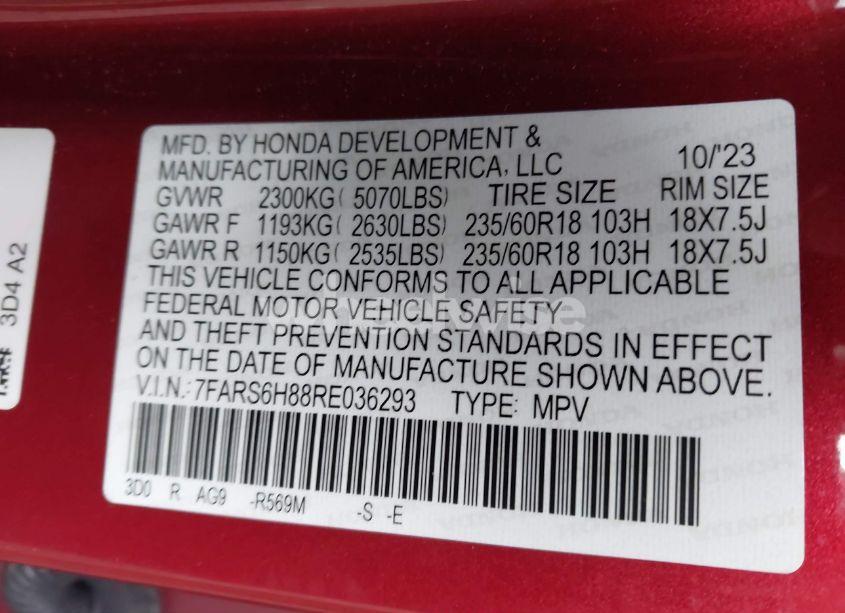 MFD. BY HONDA DEVELOPMENT &
MANUFACTURING OF AMERICA, LLC 10/'23
GVWR 2300KG( 5070LBS) TIRE SIZE RIM SIZE
GAWR F 1193KG( 2630LBS) 235/60R18 103H 18X7.5J
GAWR R 1150KG( 2535LBS) 235/60R18 103H 18X7.5J
THIS VEHICLE CONFORMS TO ALL APPLICABLE
FEDERAL MOTOR VEHICLE SAFETY
AND THEFT PREVENTION STANDARDS IN EFFECT
ON THE DATE OF MANUFACTURE SHOWN ABOVE.
V.I.N.: 7FARS6H88RE036293 TYPE: MPV
3D0 R AG9 -R569M -S -E
3D4 A2